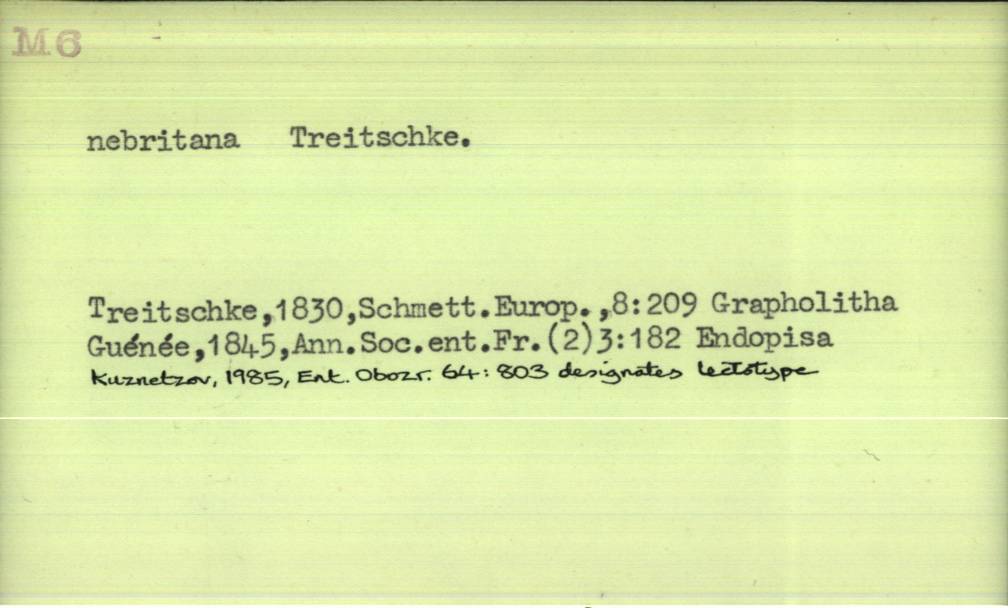 M6
nebritana Treitschke.
Treitschke,1830,Schmett.Europ.,8:209 Grapholitha
Guénée,1845,Ann.Soc.ent.Fr.(2)3:182 Endopisa
Kuznetzov, 1985, Ent. Obozr. 64: 803 designates lectotype